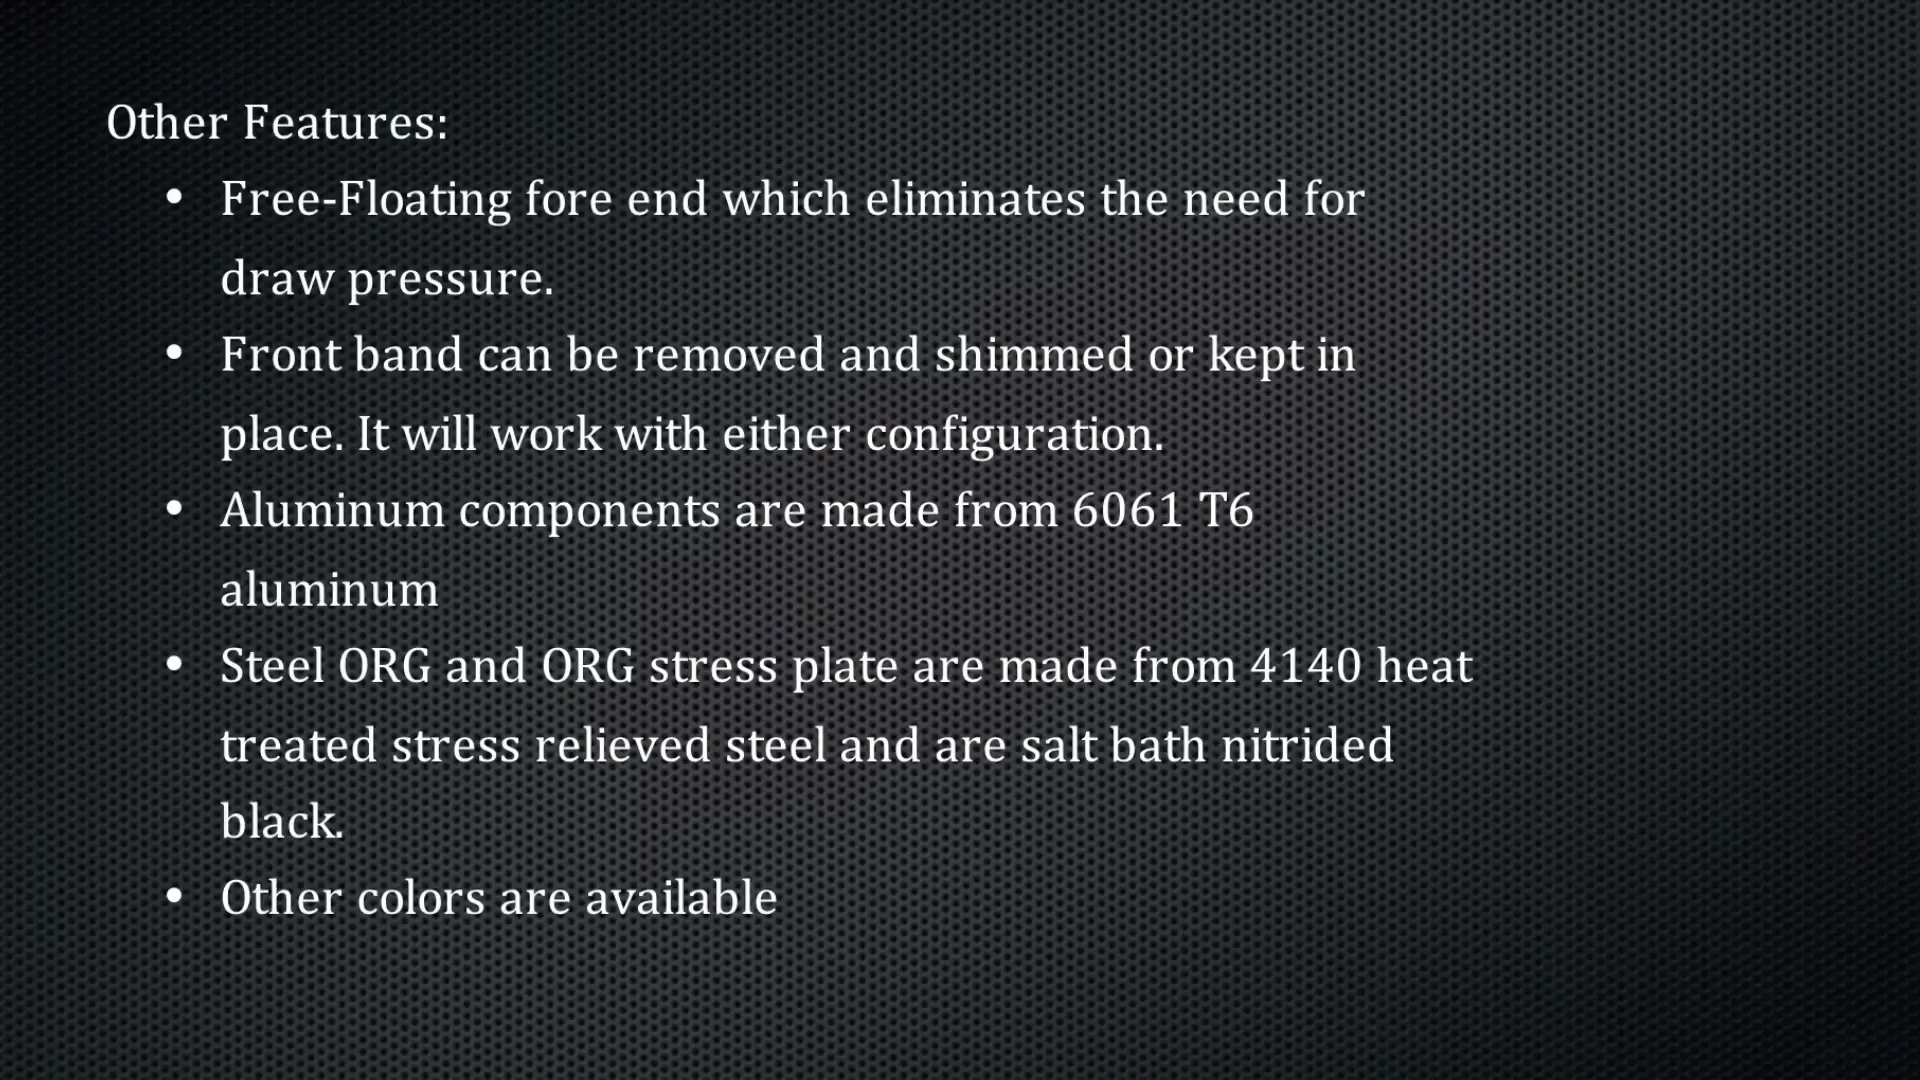 Other Features:
• Free-Floating fore end which eliminates the need for
draw pressure.
• Front band can be removed and shimmed or kept in
place. It will work with either configuration.
• Aluminum components are made from 6061 T6
aluminum
• Steel ORG and ORG stress plate are made from 4140 heat
treated stress relieved steel and are salt bath nitrided
black.
• Other colors are available